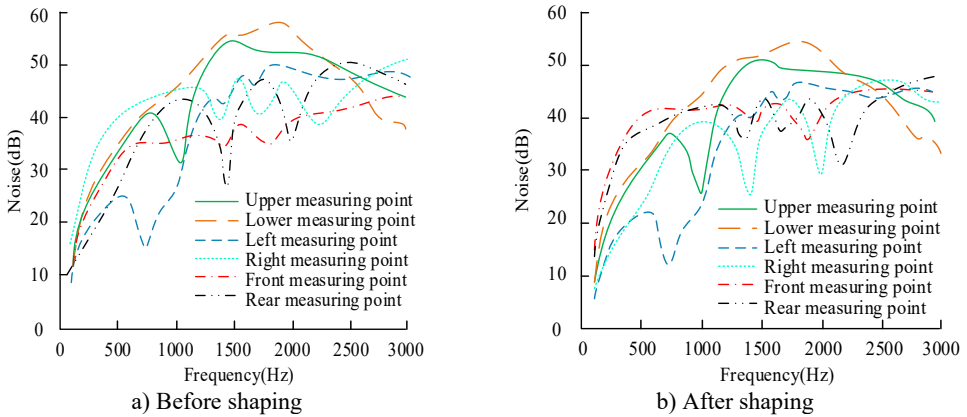 60
50
40
30
20
10
0
Noise(dB)
Upper measuring point
Lower measuring point
Left measuring point
Right measuring point
Front measuring point
Rear measuring point
0 500 1000 1500 2000 2500 3000
Frequency(Hz)
a) Before shaping
60
50
40
30
20
10
0
Noise(dB)
Upper measuring point
Lower measuring point
Left measuring point
Right measuring point
Front measuring point
Rear measuring point
0 500 1000 1500 2000 2500 3000
Frequency(Hz)
b) After shaping